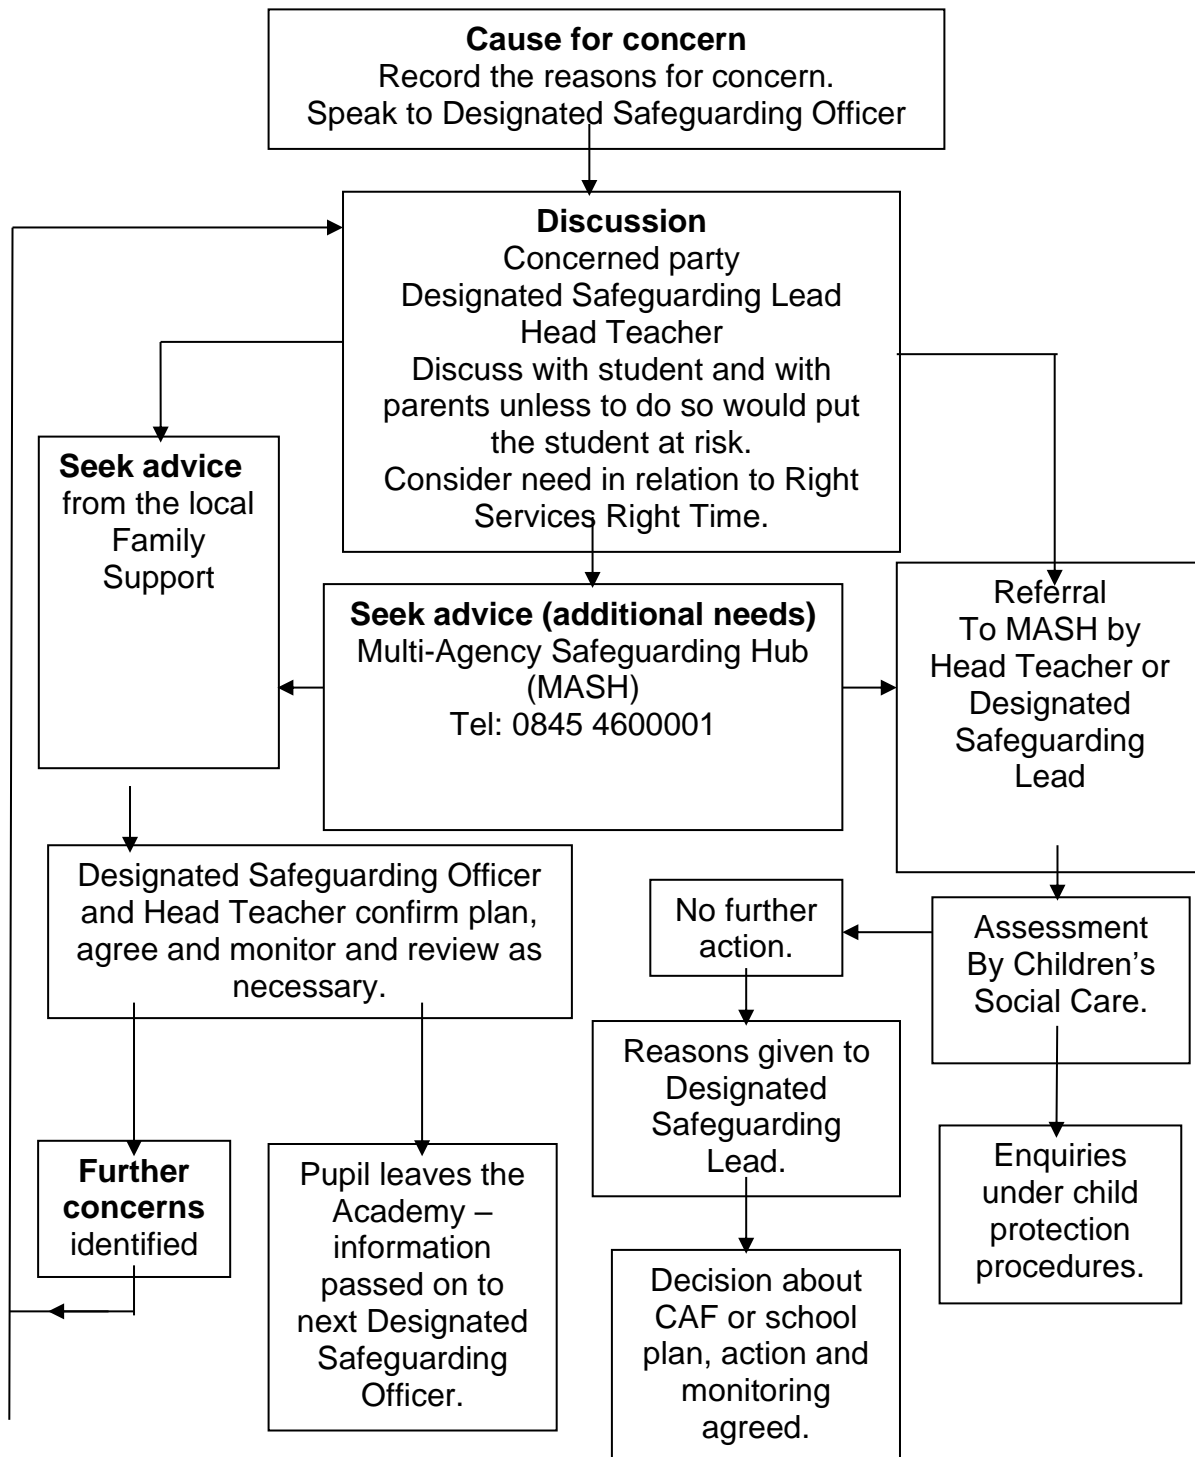 Cause for concern
Record the reasons for concern.
Speak to Designated Safeguarding Officer
Discussion
Concerned party
Designated Safeguarding Lead
Head Teacher
Discuss with student and with
parents unless to do so would put
the student at risk.
Consider need in relation to Right
Services Right Time.
Seek advice
from the local
Family
Support
Seek advice (additional needs)
Multi-Agency Safeguarding Hub
(MASH)
Tel: 0845 4600001
Referral
To MASH by
Head Teacher or
Designated
Safeguarding
Lead
Designated Safeguarding Officer
and Head Teacher confirm plan,
agree and monitor and review as
necessary.
No further
action.
Assessment
By Children’s
Social Care.
Reasons given to
Designated
Safeguarding
Lead.
Further
concerns
identified
Pupil leaves the
Academy –
information
passed on to
next Designated
Safeguarding
Officer.
Enquiries
under child
protection
procedures.
Decision about
CAF or school
plan, action and
monitoring
agreed.